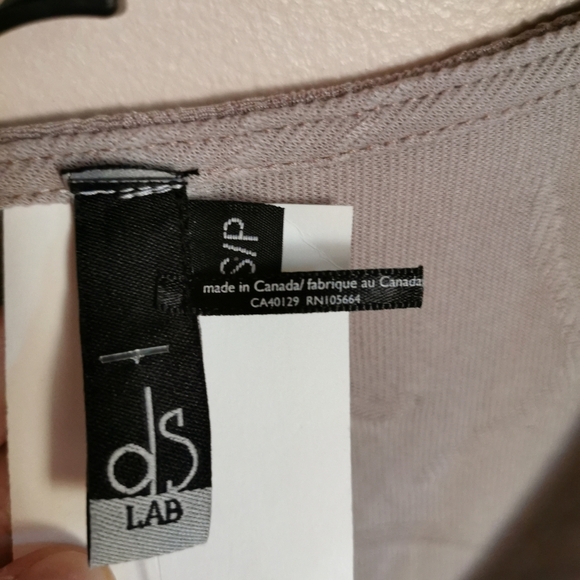 S/P
made in Canada/ fabrique au Canada
CA40129 RN105664
ds
LAB